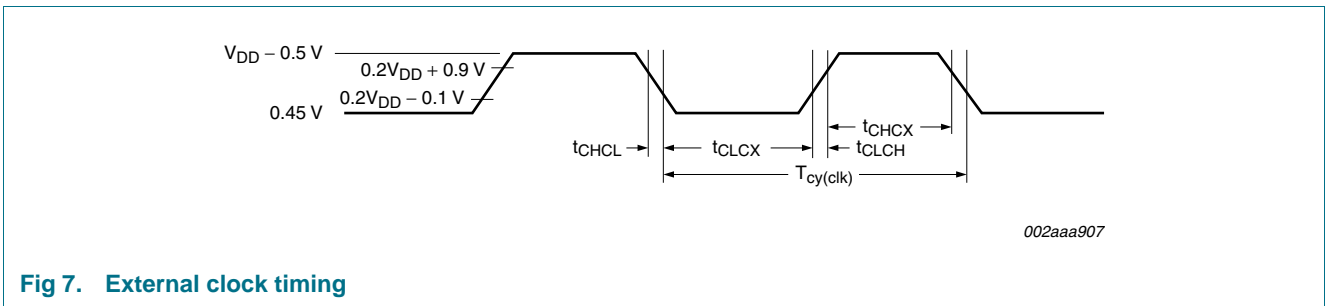 V_DD − 0.5 V
0.2V_DD + 0.9 V
0.2V_DD − 0.1 V
0.45 V
t_CHCX
t_CHCL
t_CLCX
t_CLCH
T_cy(clk)
002aaa907
Fig 7. External clock timing